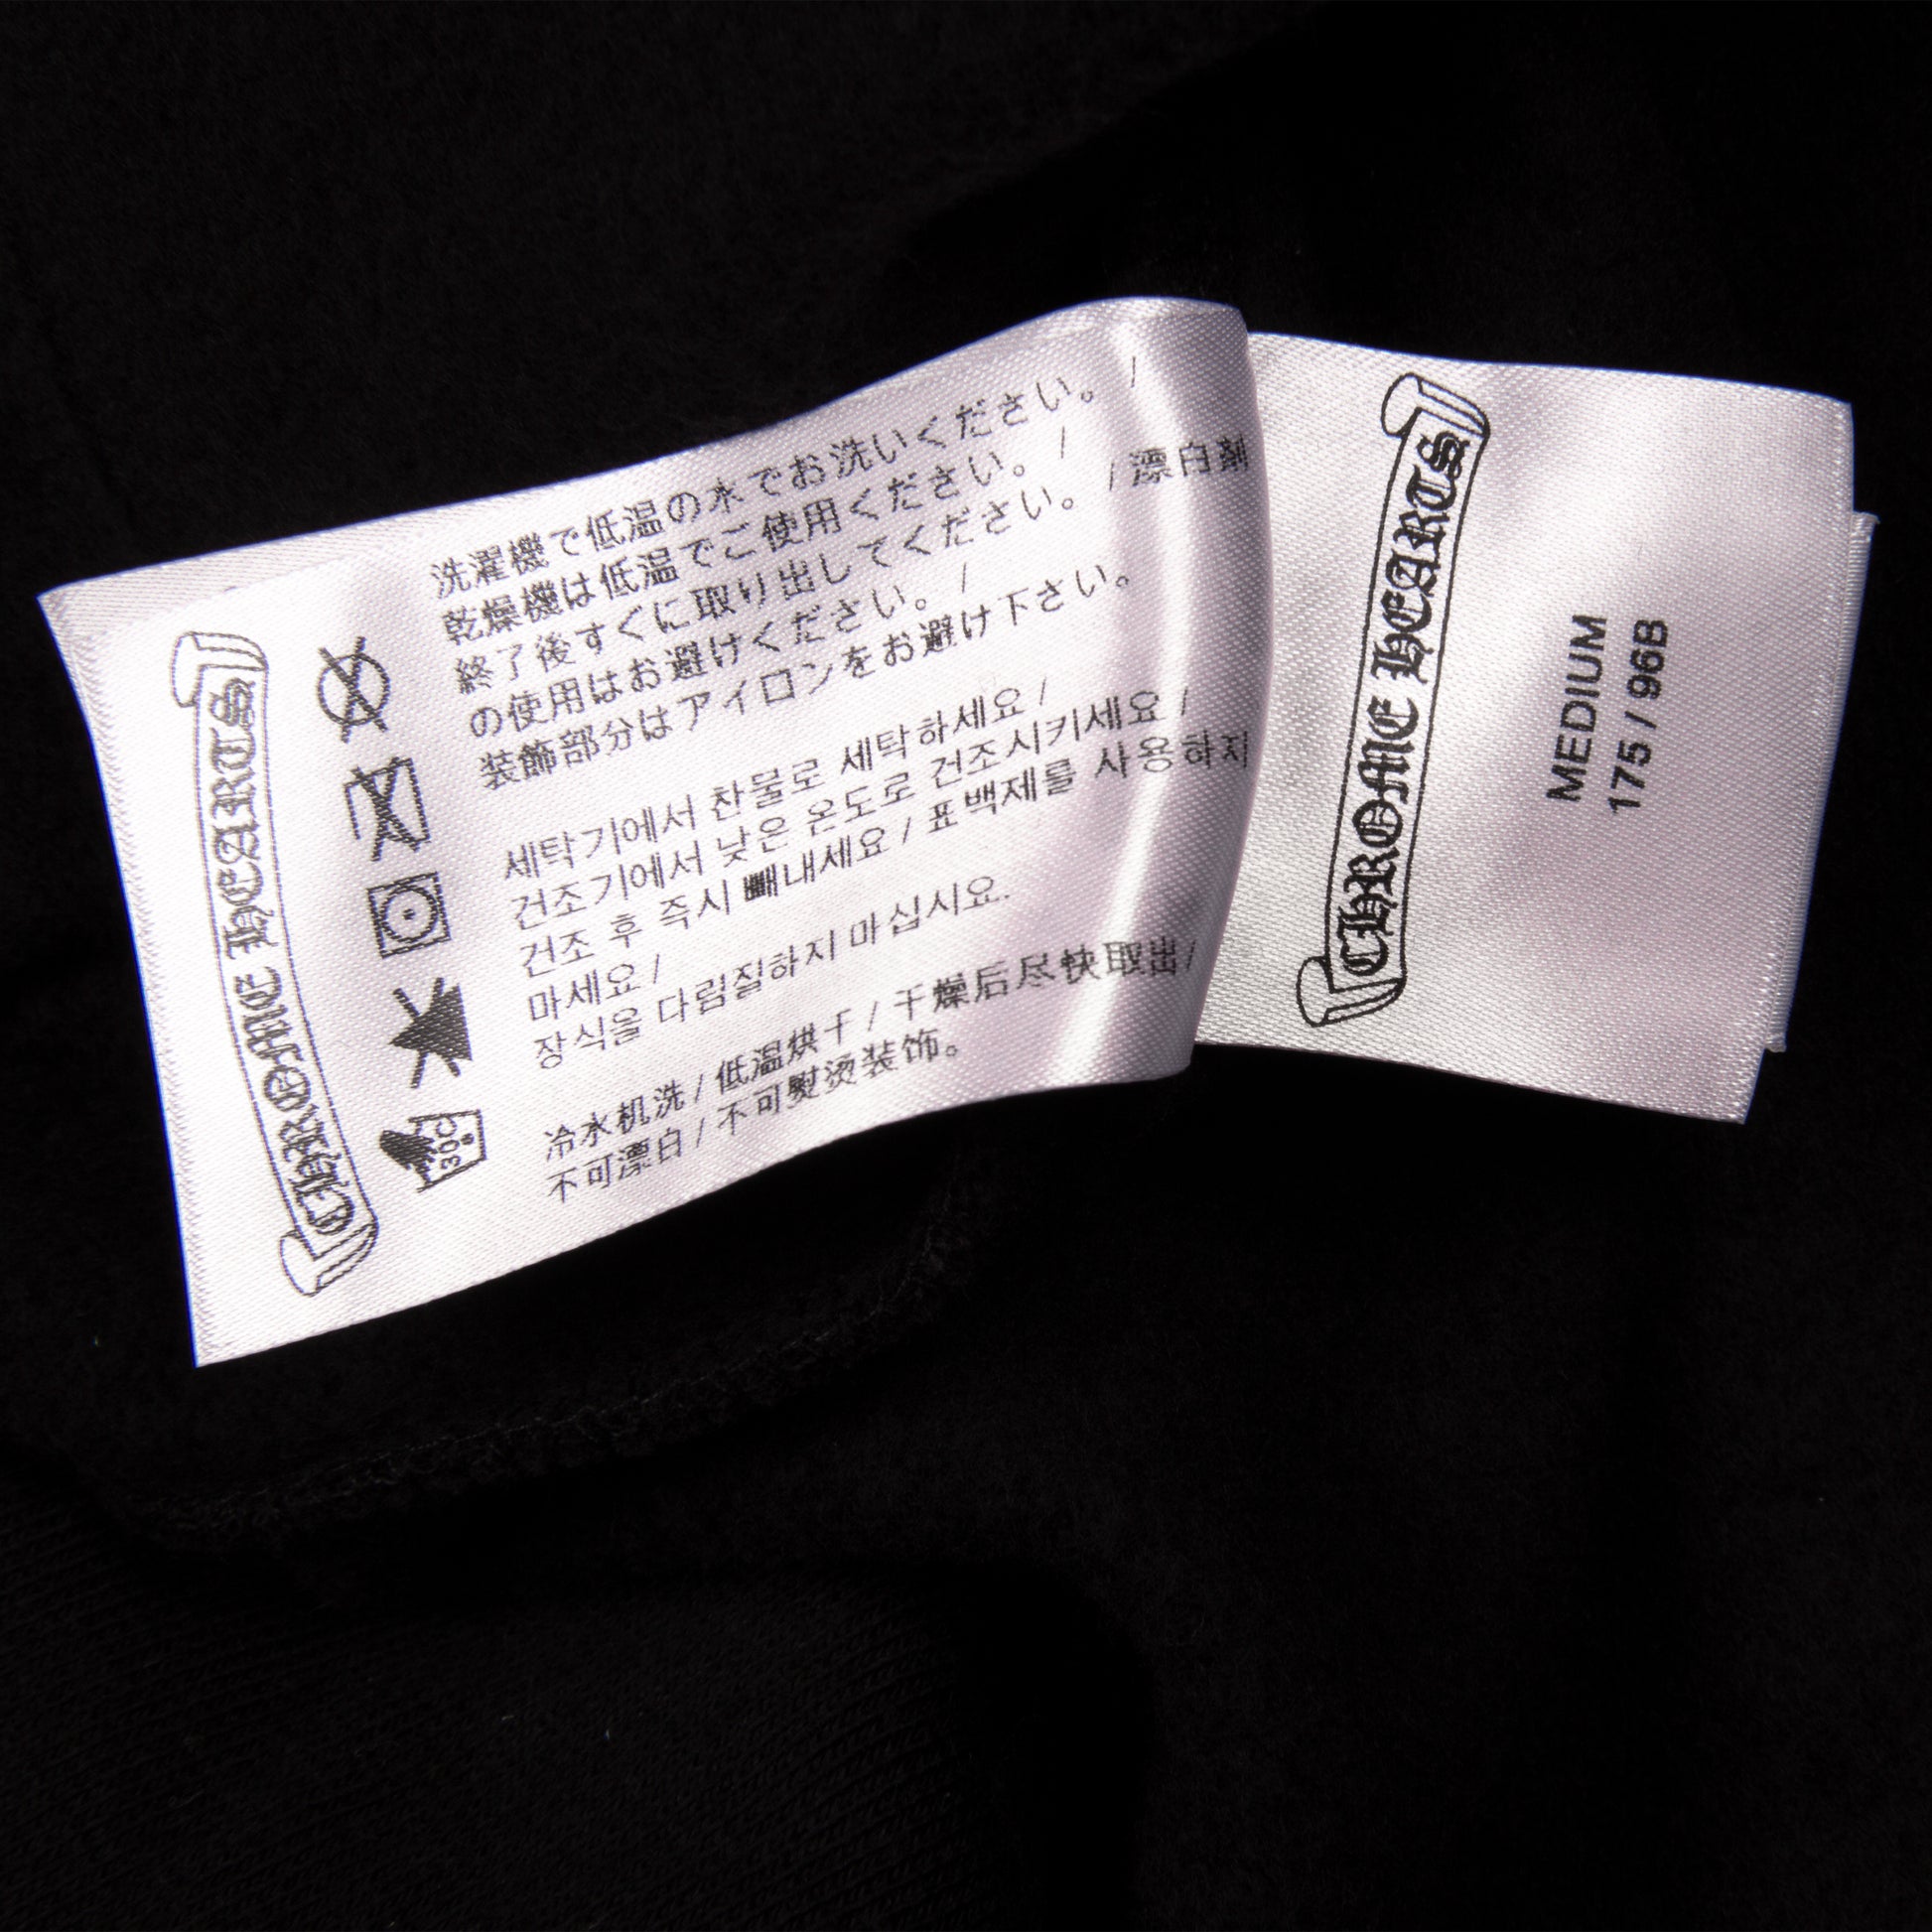 CHROME HEARTS
洗濯機で低温の水でお洗いください。 /
乾燥機は低温でご使用ください。 /
終了後すぐに取り出してください。 / 漂白剤
の使用はお避けください。 /
装飾部分はアイロンをお避け下さい。
세탁기에서 찬물로 세탁하세요 /
건조기에서 낮은 온도로 건조시키세요 /
건조 후 즉시 빼내세요 / 표백제를 사용하지
마세요 /
장식을 다림질하지 마십시요.
冷水机洗 / 低温烘干 / 干燥后尽快取出 /
不可漂白 / 不可熨烫装饰。
30C
CHROME HEARTS
MEDIUM
175 / 96B